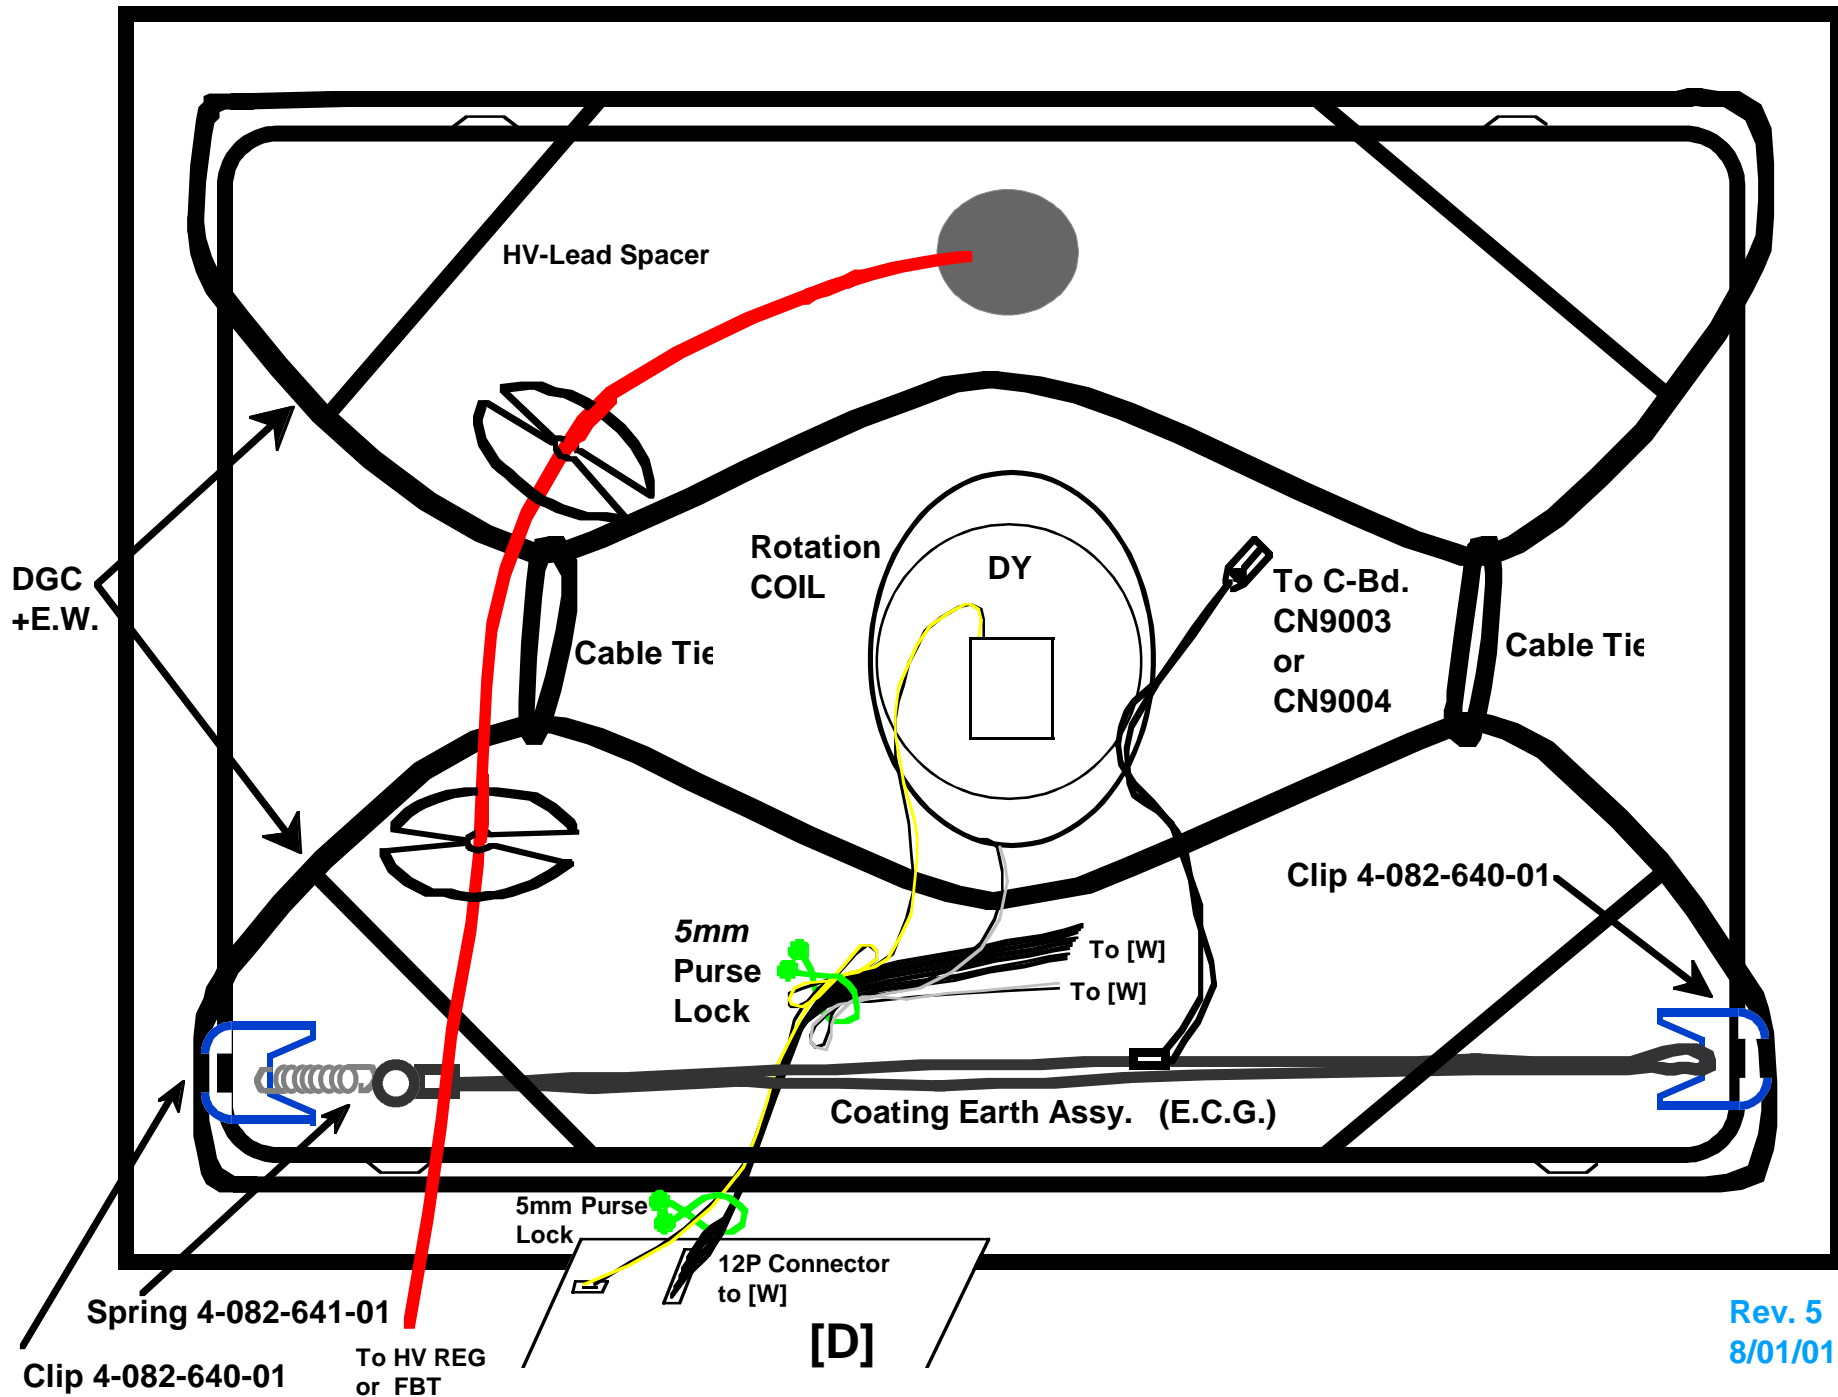 HV-Lead Spacer
Rotation
COIL
DY
DGC
+E.W.
To C-Bd.
CN9003
or
CN9004
Cable Tie
Cable Tie
Clip 4-082-640-01
5mm
Purse
Lock
To [W]
To [W]
Coating Earth Assy. (E.C.G.)
5mm Purse
Lock
12P Connector
to [W]
[D]
Spring 4-082-641-01
Clip 4-082-640-01
To HV REG
or FBT
Rev. 5
8/01/01